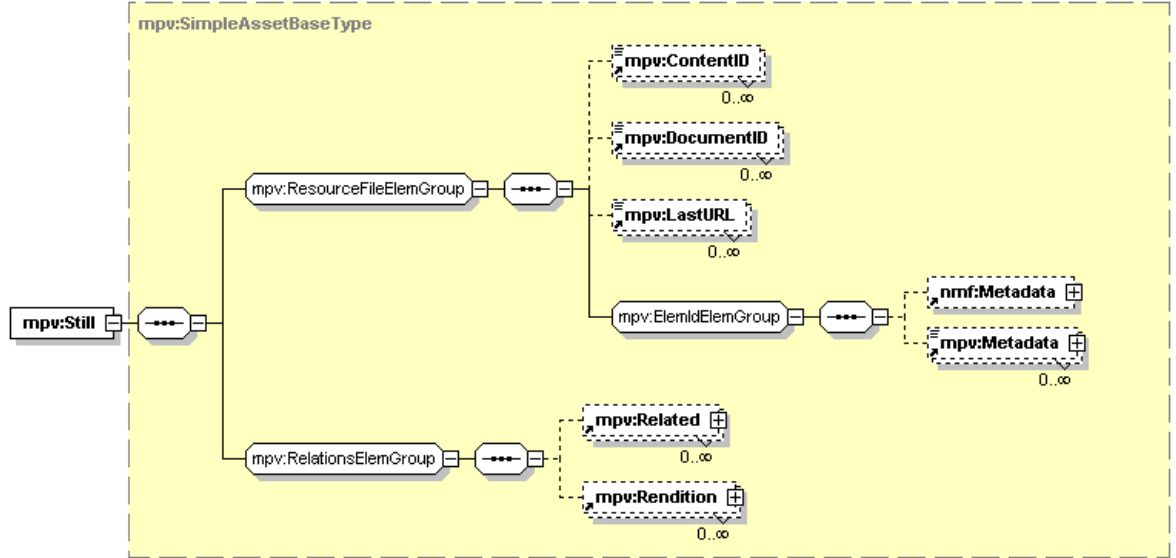 mpv:SimpleAssetBaseType
mpv:ContentID
0..∞
mpv:DocumentID
0..∞
mpv:ResourceFileElemGroup
mpv:LastURL
0..∞
nmf:Metadata
mpv:Still
mpv:ElemIdElemGroup
mpv:Metadata
0..∞
mpv:Related
0..∞
mpv:RelationsElemGroup
mpv:Rendition
0..∞